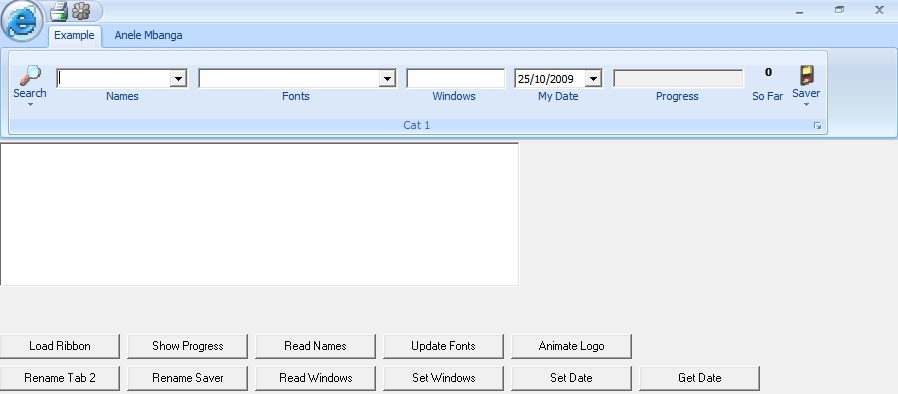 Example Anele Mbanga
25/10/2009 0
Search Names Fonts Windows My Date Progress So Far Saver
Cat 1
Load Ribbon Show Progress Read Names Update Fonts Animate Logo
Rename Tab 2 Rename Saver Read Windows Set Windows Set Date Get Date